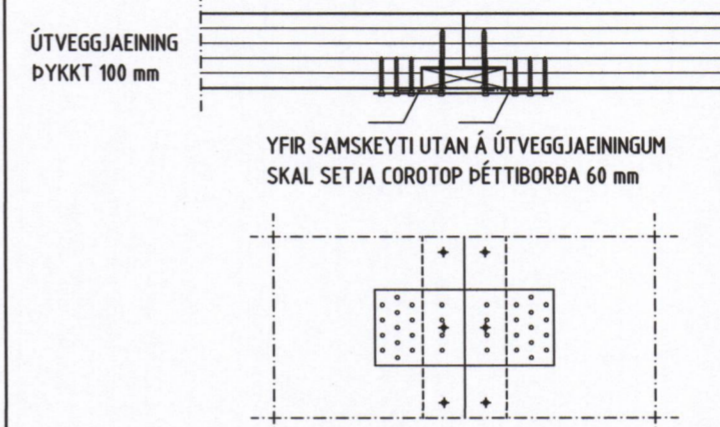 ÚTVEGGJAEINING
ÞYKKT 100 mm
YFIR SAMSKEYTI UTAN Á ÚTVEGGJAEININGUM
SKAL SETJA COROTOP ÞÉTTIBORÐA 60 mm